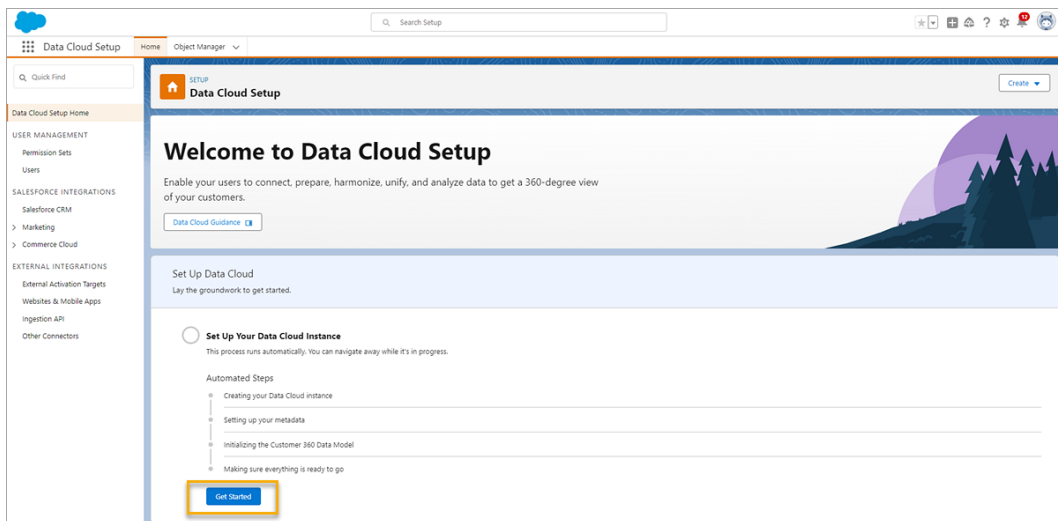 Search Setup
12
Data Cloud Setup
Home
Object Manager
Quick Find
Data Cloud Setup Home
USER MANAGEMENT
Permission Sets
Users
SALESFORCE INTEGRATIONS
Salesforce CRM
Marketing
Commerce Cloud
EXTERNAL INTEGRATIONS
External Activation Targets
Websites & Mobile Apps
Ingestion API
Other Connectors
SETUP
Data Cloud Setup
Create
Welcome to Data Cloud Setup
Enable your users to connect, prepare, harmonize, unify, and analyze data to get a 360-degree view
of your customers.
Data Cloud Guidance
Set Up Data Cloud
Lay the groundwork to get started.
Set Up Your Data Cloud Instance
This process runs automatically. You can navigate away while it's in progress.
Automated Steps
Creating your Data Cloud instance
Setting up your metadata
Initializing the Customer 360 Data Model
Making sure everything is ready to go
Get Started